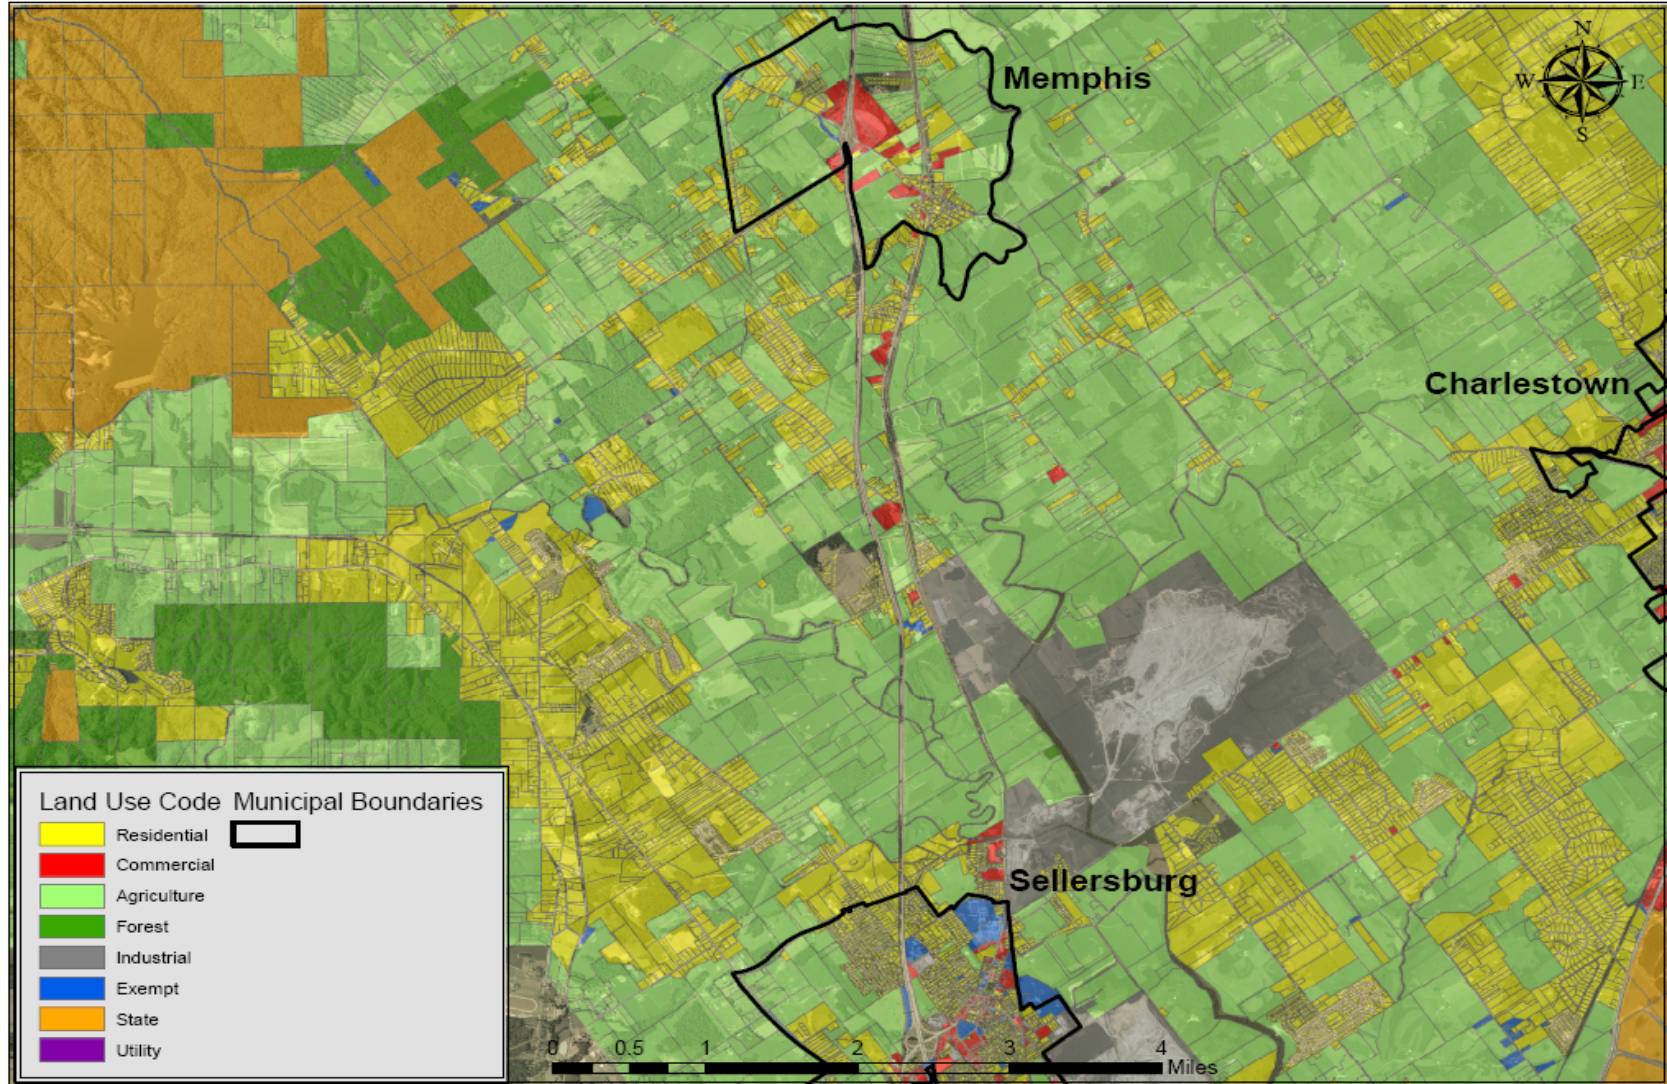 N
W E
S
Memphis
Charlestown
Sellersburg
Land Use Code Municipal Boundaries
Residential
Commercial
Agriculture
Forest
Industrial
Exempt
State
Utility
0 0.5 1 2 3 4
Miles